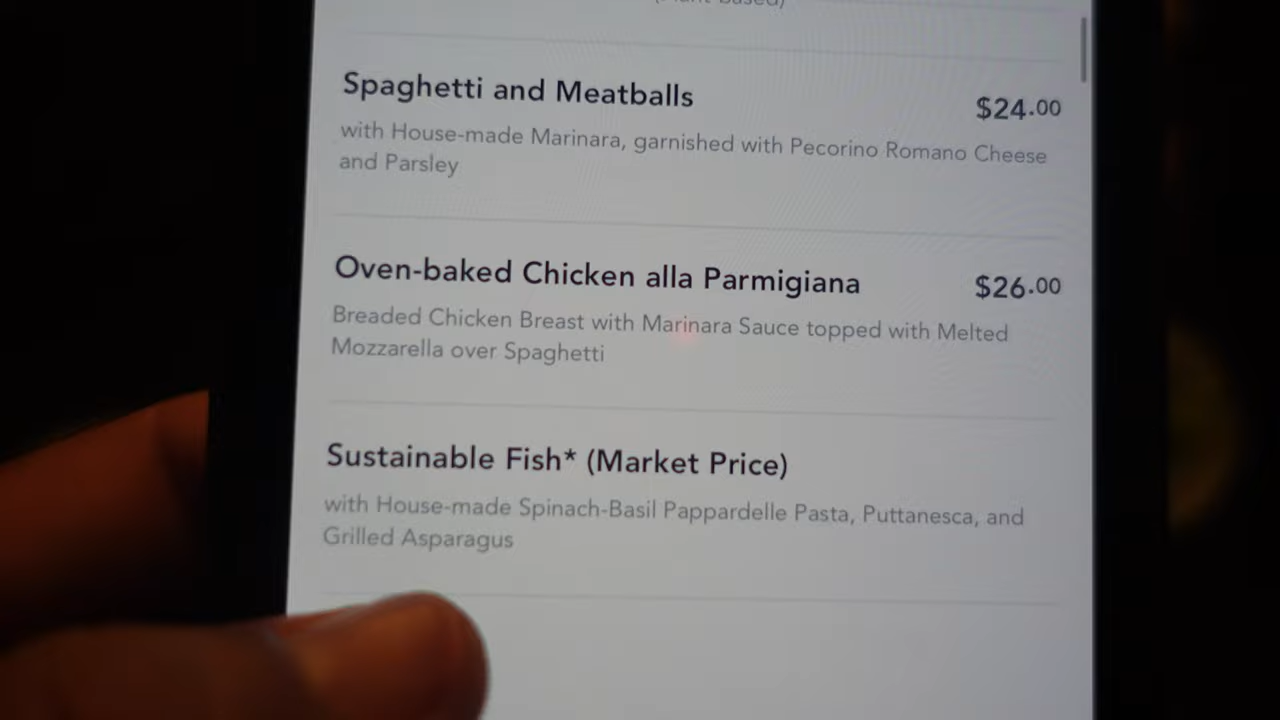 (Plant-based)
Spaghetti and Meatballs
$24.00
with House-made Marinara, garnished with Pecorino Romano Cheese
and Parsley
Oven-baked Chicken alla Parmigiana
$26.00
Breaded Chicken Breast with Marinara Sauce topped with Melted
Mozzarella over Spaghetti
Sustainable Fish* (Market Price)
with House-made Spinach-Basil Pappardelle Pasta, Puttanesca, and
Grilled Asparagus